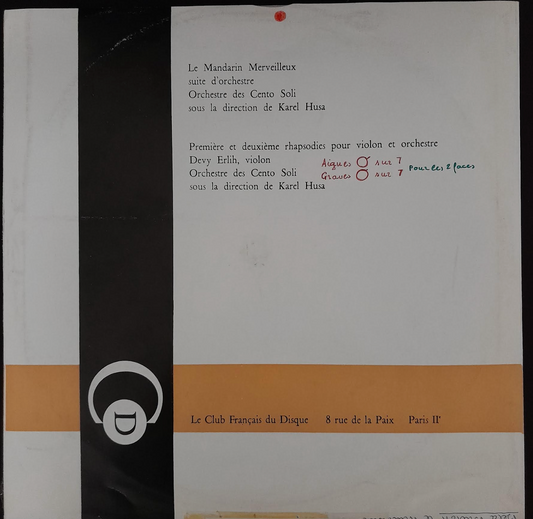 Le Mandarin Merveilleux
suite d'orchestre
Orchestre des Cento Soli
sous la direction de Karel Husa
Première et deuxième rhapsodies pour violon et orchestre
Devy Erlih, violon
Orchestre des Cento Soli
sous la direction de Karel Husa
Aigues O sur 7
Graves O sur 7
pour les 2 faces
D
Le Club Français du Disque 8 rue de la Paix Paris IIe